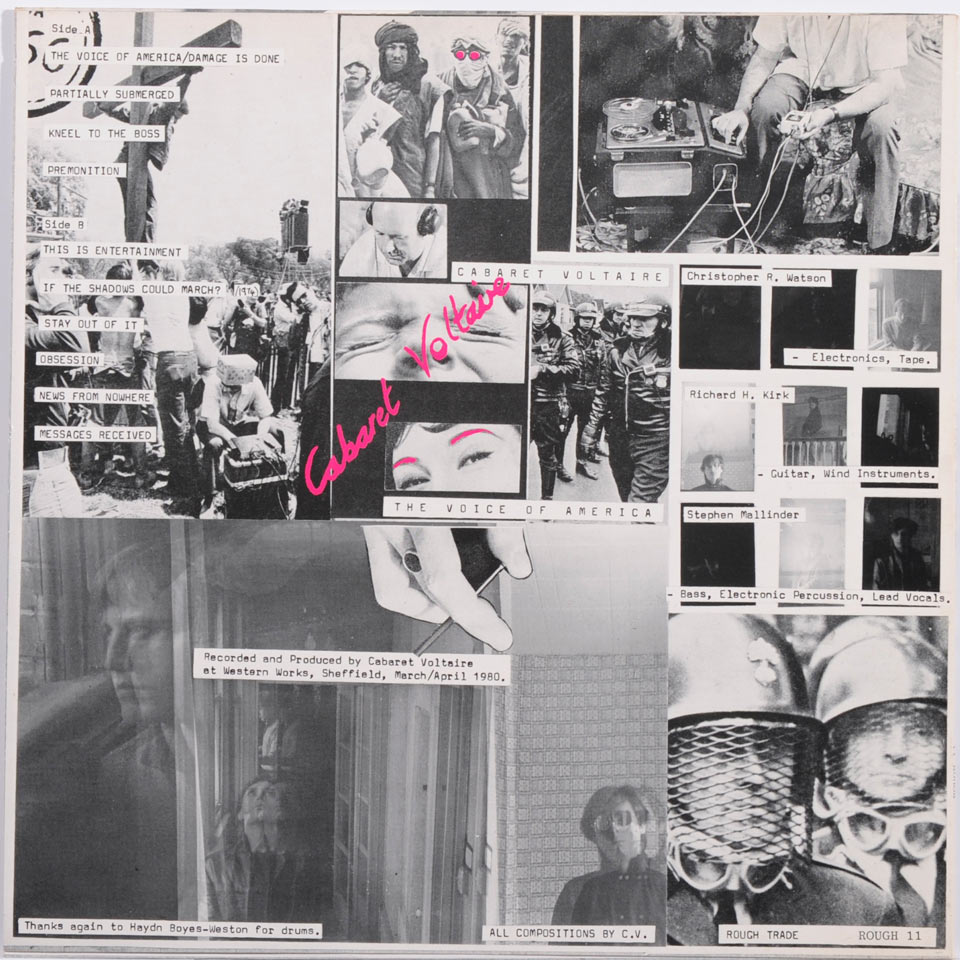 Side A
THE VOICE OF AMERICA/DAMAGE IS DONE
PARTIALLY SUBMERGED
KNEEL TO THE BOSS
PREMONITION
Side B
THIS IS ENTERTAINMENT
IF THE SHADOWS COULD MARCH? (1974)
STAY OUT OF IT
OBSESSION
NEWS FROM NOWHERE
MESSAGES RECEIVED
CABARET VOLTAIRE
Cabaret Voltaire
THE VOICE OF AMERICA
Christopher R. Watson
- Electronics, Tape.
Richard H. Kirk
- Guitar, Wind Instruments.
Stephen Mallinder
- Bass, Electronic Percussion, Lead Vocals.
Recorded and Produced by Cabaret Voltaire
at Western Works, Sheffield, March/April 1980.
Thanks again to Haydn Boyes-Weston for drums.
ALL COMPOSITIONS BY C.V.
ROUGH TRADE ROUGH 11